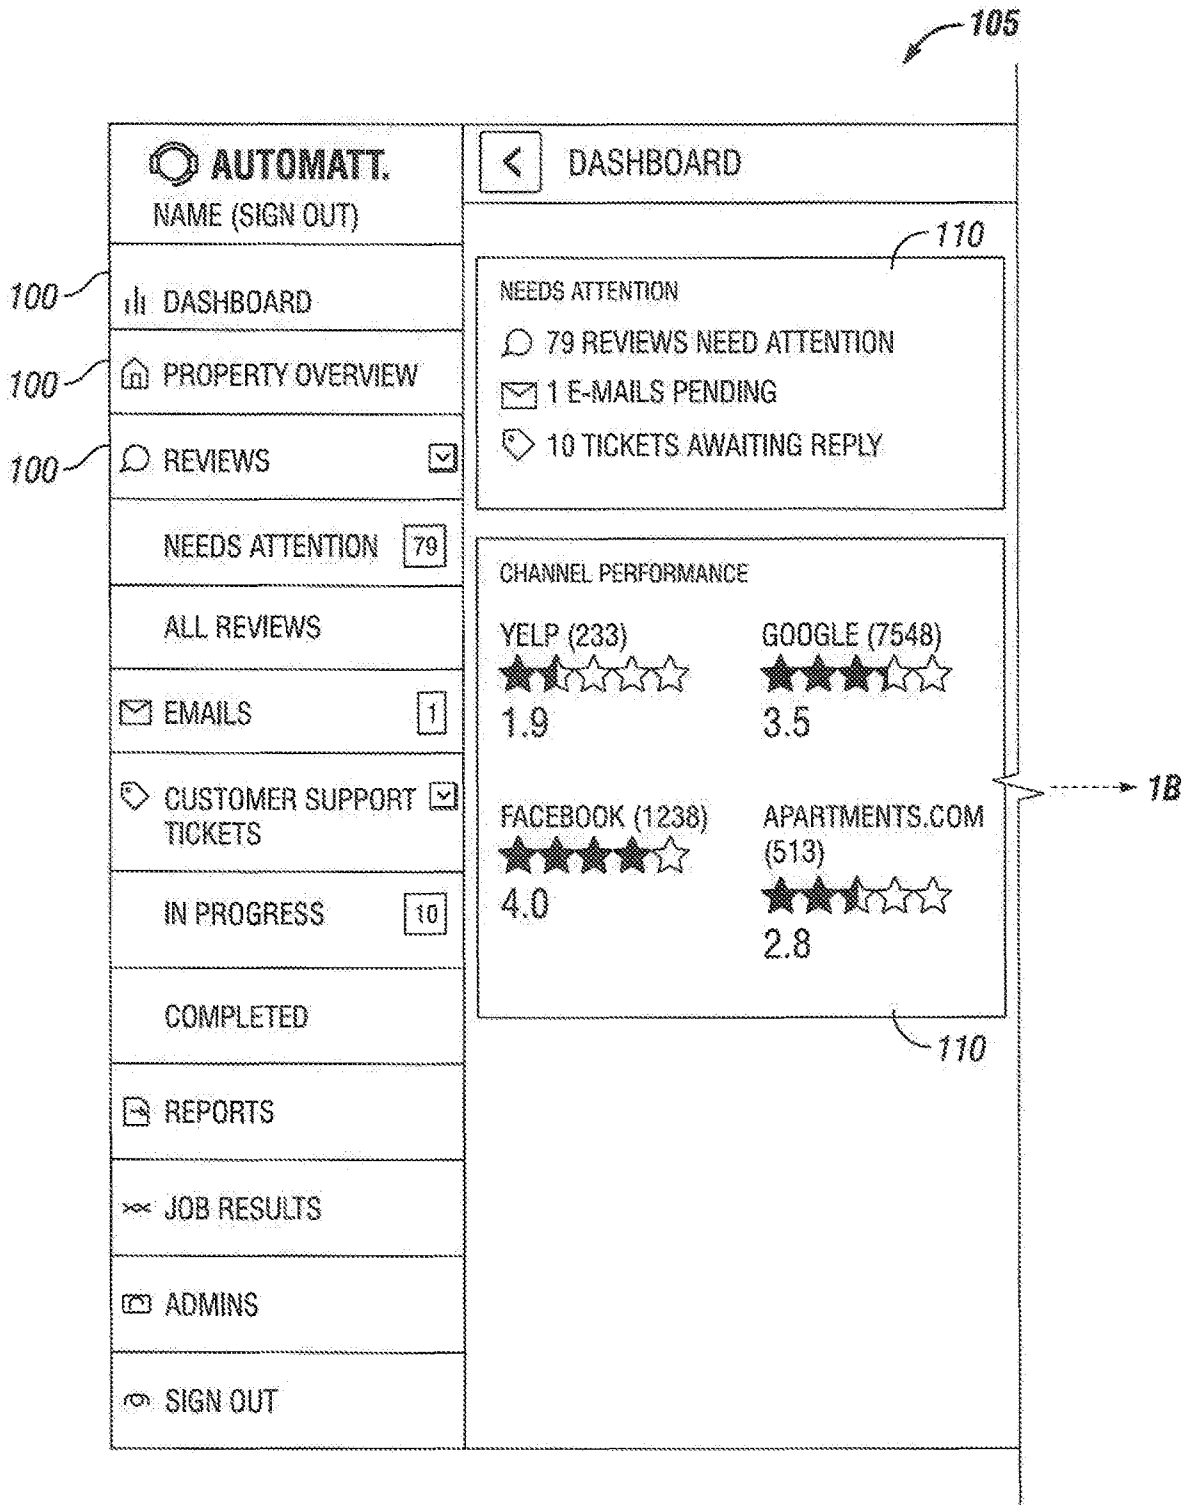 105
AUTOMATT.
NAME (SIGN OUT)
100
DASHBOARD
100
PROPERTY OVERVIEW
100
REVIEWS
NEEDS ATTENTION 79
ALL REVIEWS
EMAILS 1
CUSTOMER SUPPORT
TICKETS
IN PROGRESS 10
COMPLETED
REPORTS
JOB RESULTS
ADMINS
SIGN OUT
DASHBOARD
110
NEEDS ATTENTION
79 REVIEWS NEED ATTENTION
1 E-MAILS PENDING
10 TICKETS AWAITING REPLY
CHANNEL PERFORMANCE
YELP (233)
1.9
GOOGLE (7548)
3.5
FACEBOOK (1238)
4.0
APARTMENTS.COM
(513)
2.8
110
1B